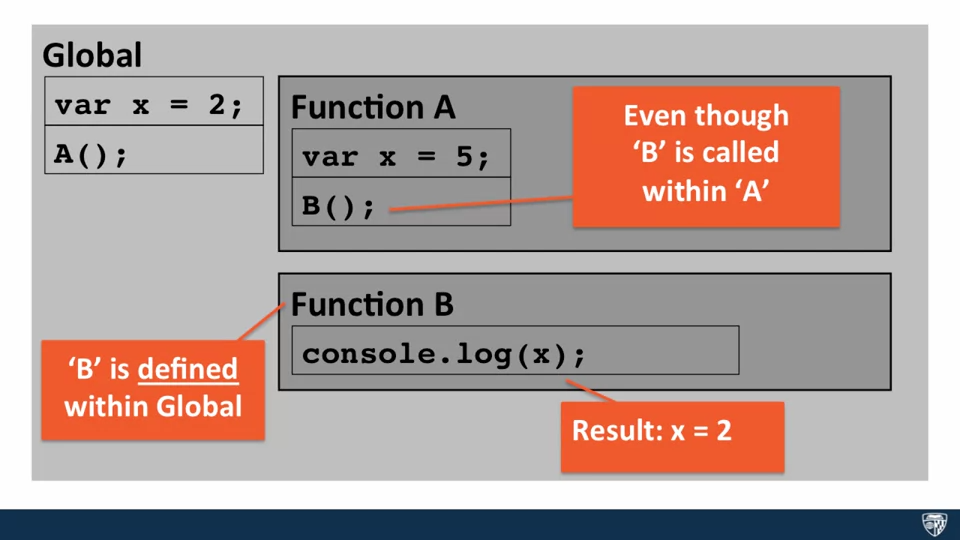 Global
var x = 2;
A();
Function A
var x = 5;
B();
Even though
‘B’ is called
within ‘A’
Function B
console.log(x);
‘B’ is defined
within Global
Result: x = 2